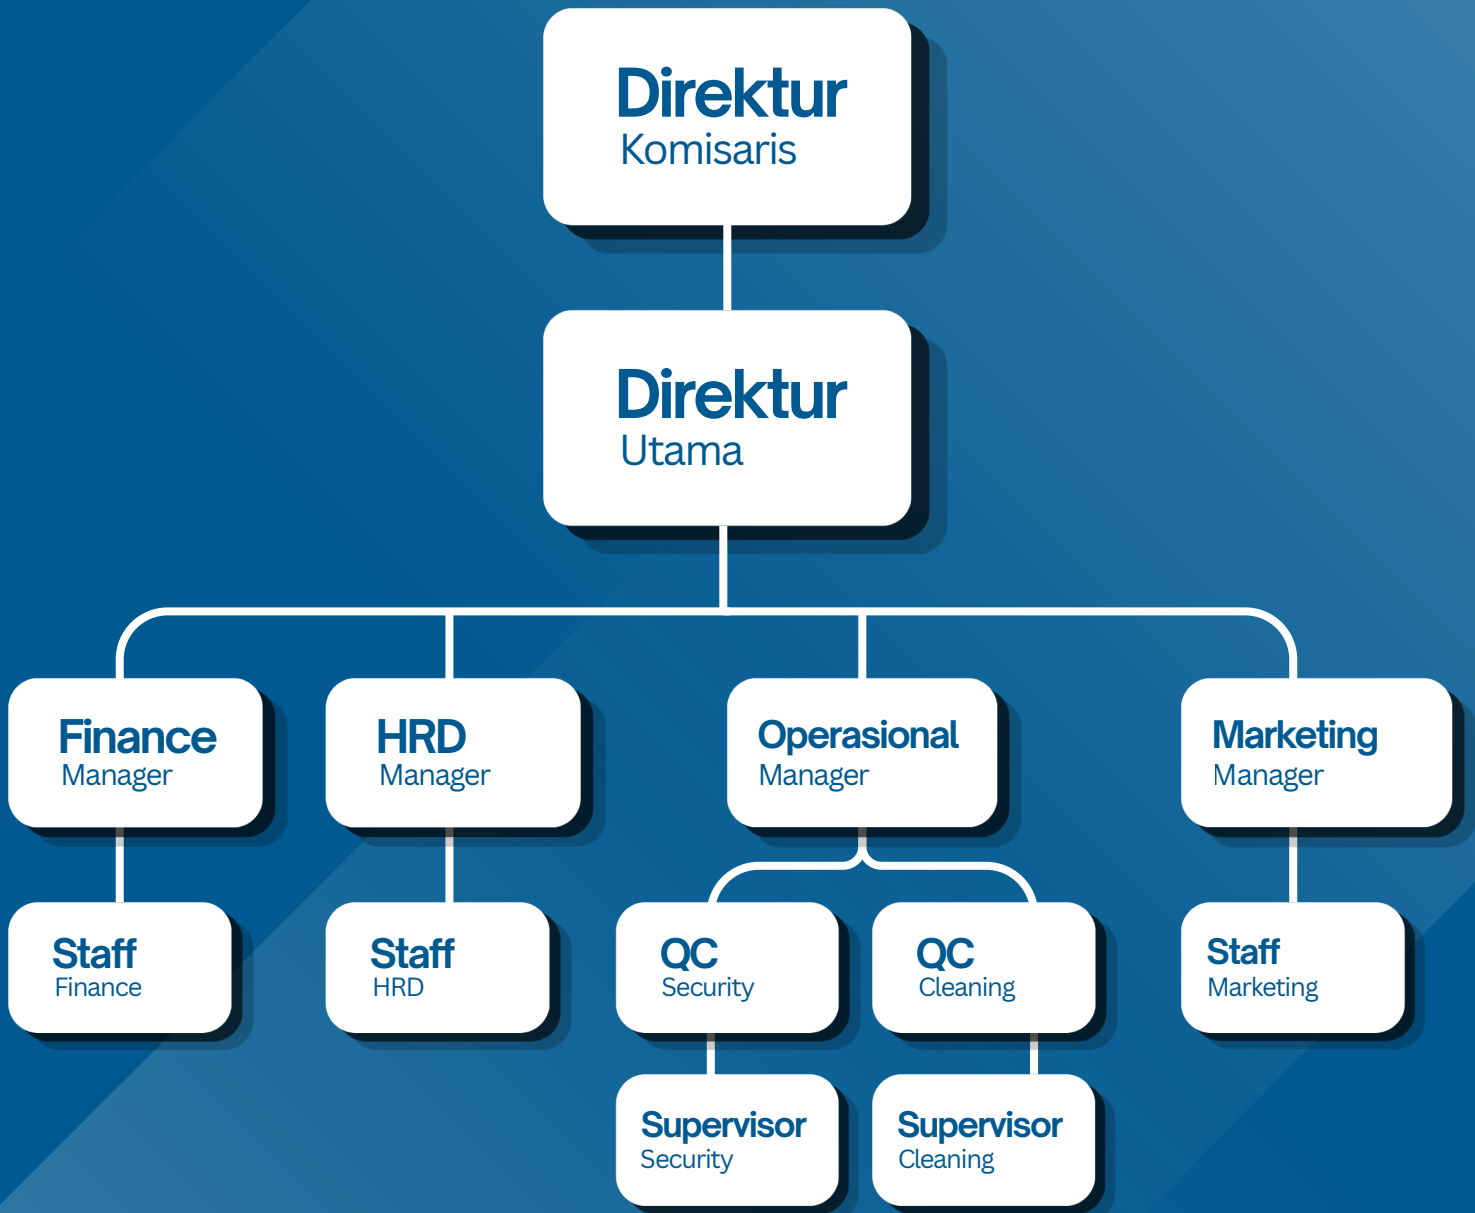 Direktur
Komisaris
Direktur
Utama
Finance
Manager
HRD
Manager
Operasional
Manager
Marketing
Manager
Staff
Finance
Staff
HRD
QC
Security
QC
Cleaning
Staff
Marketing
Supervisor
Security
Supervisor
Cleaning